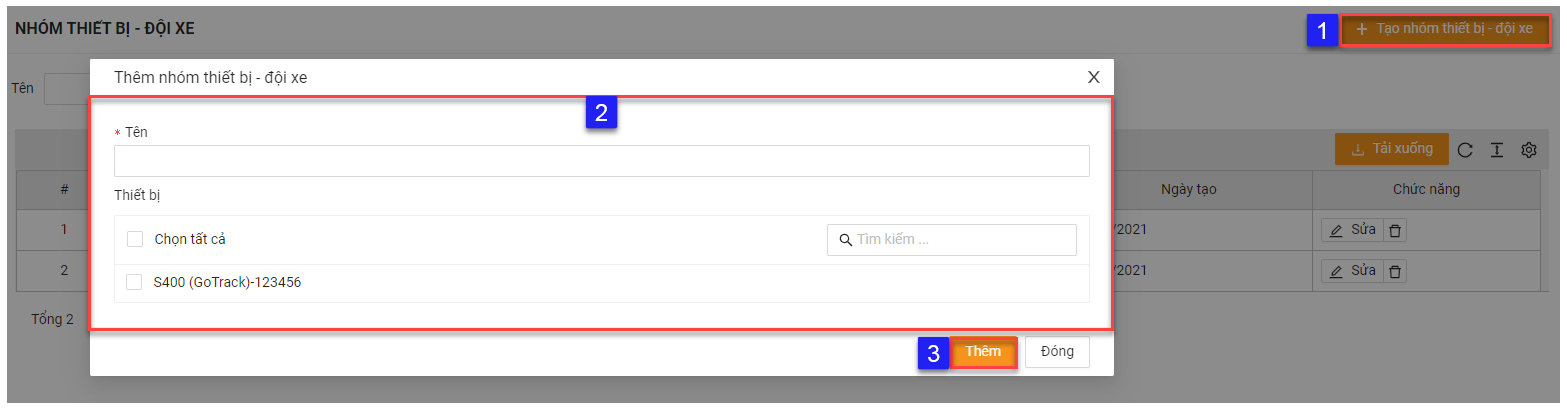 NHÓM THIẾT BỊ - ĐỘI XE
1
+ Tạo nhóm thiết bị - đội xe
Thêm nhóm thiết bị - đội xe
X
Tên
2
* Tên
Tải xuống
Thiết bị
# Ngày tạo Chức năng
Chọn tất cả
Tìm kiếm ...
1 /2021 Sửa
2 /2021 Sửa
S400 (GoTrack)-123456
Tổng 2
3
Thêm
Đóng